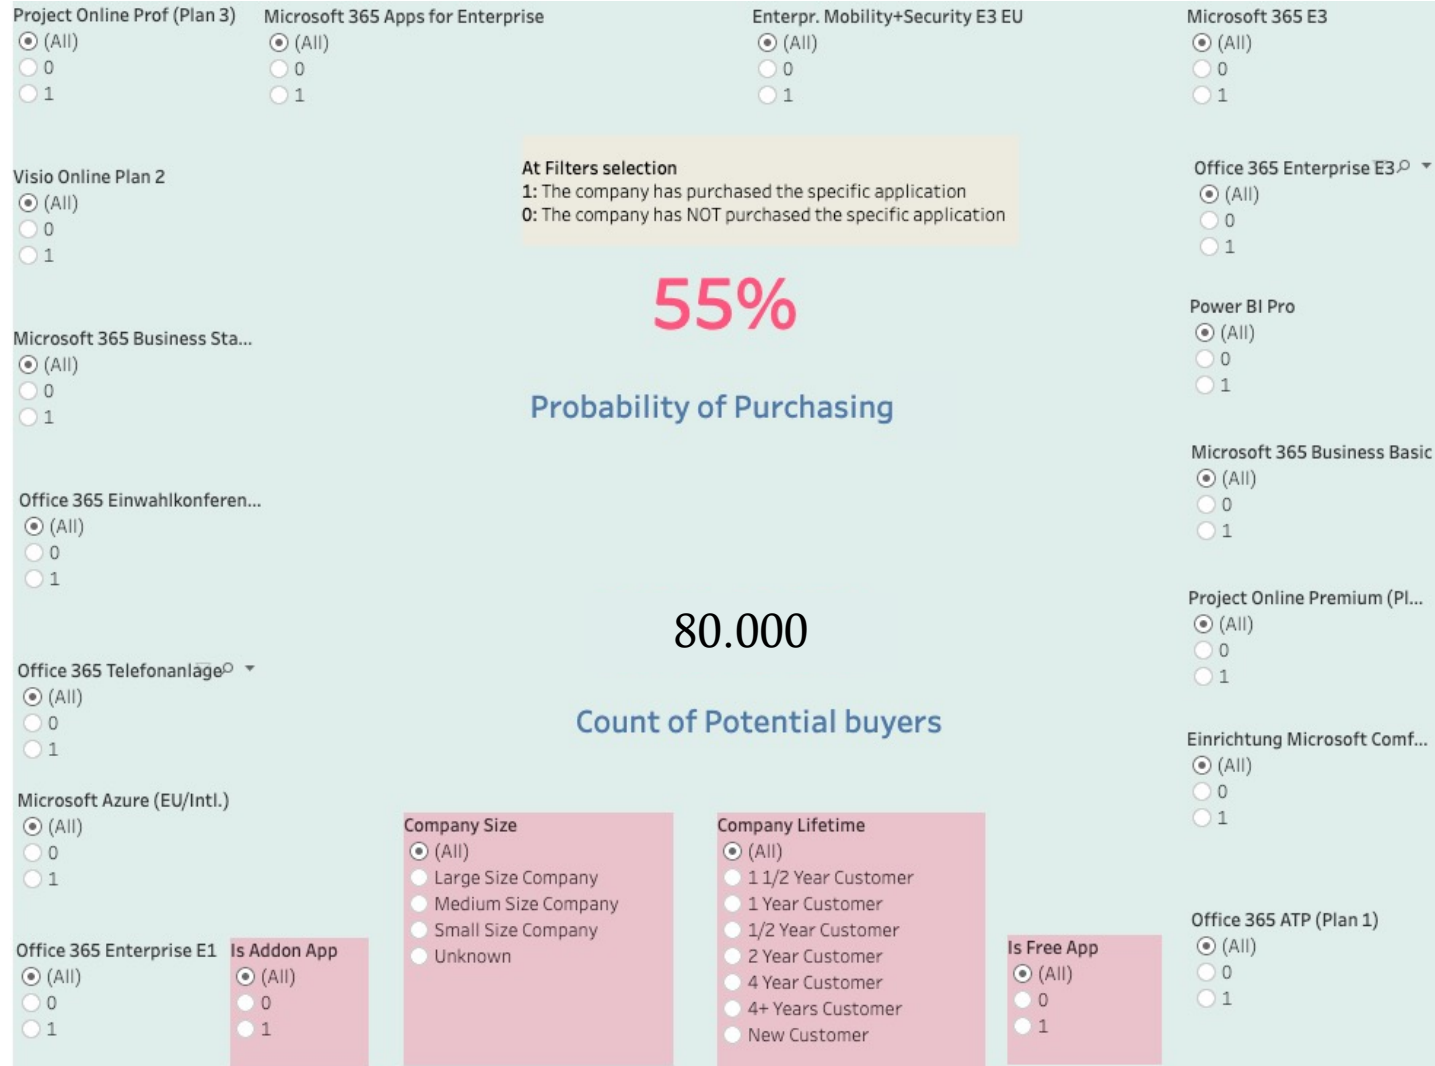 Project Online Prof (Plan 3)
(All)
0
1
Microsoft 365 Apps for Enterprise
(All)
0
1
Enterpr. Mobility+Security E3 EU
(All)
0
1
Microsoft 365 E3
(All)
0
1
At Filters selection
1: The company has purchased the specific application
0: The company has NOT purchased the specific application
Visio Online Plan 2
(All)
0
1
Office 365 Enterprise E3
(All)
0
1
55%
Probability of Purchasing
Power BI Pro
(All)
0
1
Microsoft 365 Business Sta...
(All)
0
1
Microsoft 365 Business Basic
(All)
0
1
Office 365 Einwahlkonferen...
(All)
0
1
80.000
Count of Potential buyers
Project Online Premium (Pl...
(All)
0
1
Office 365 Telefonanlage
(All)
0
1
Einrichtung Microsoft Comf...
(All)
0
1
Microsoft Azure (EU/Intl.)
(All)
0
1
Company Size
(All)
Large Size Company
Medium Size Company
Small Size Company
Unknown
Company Lifetime
(All)
1 1/2 Year Customer
1 Year Customer
1/2 Year Customer
2 Year Customer
4 Year Customer
4+ Years Customer
New Customer
Office 365 Enterprise E1
(All)
0
1
Is Addon App
(All)
0
1
Is Free App
(All)
0
1
Office 365 ATP (Plan 1)
(All)
0
1